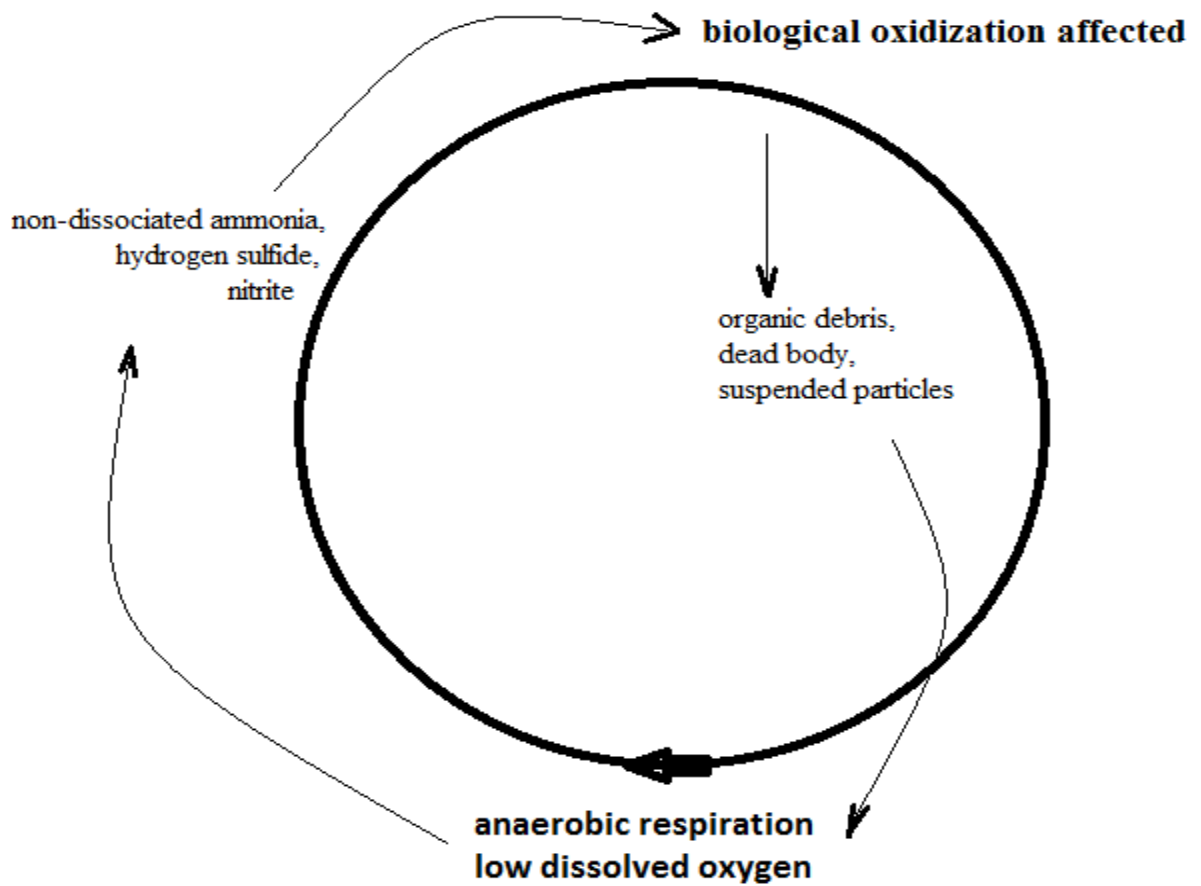 biological oxidization affected
non-dissociated ammonia,
hydrogen sulfide,
nitrite
organic debris,
dead body,
suspended particles
anaerobic respiration
low dissolved oxygen